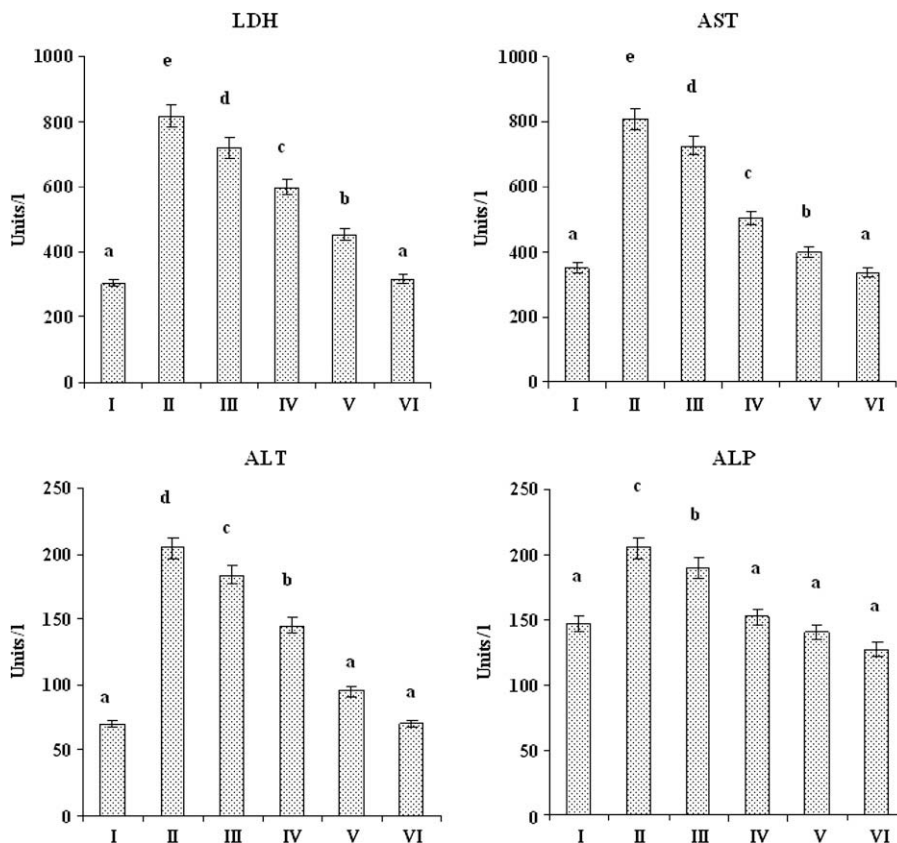 LDH
1000
800
600
400
200
0
Units/l
a
e
d
c
b
a
I II III IV V VI
AST
1000
800
600
400
200
0
Units/l
a
e
d
c
b
a
I II III IV V VI
ALT
250
200
150
100
50
0
Units/l
a
d
c
b
a
a
I II III IV V VI
ALP
250
200
150
100
50
0
Units/l
a
c
b
a
a
a
I II III IV V VI